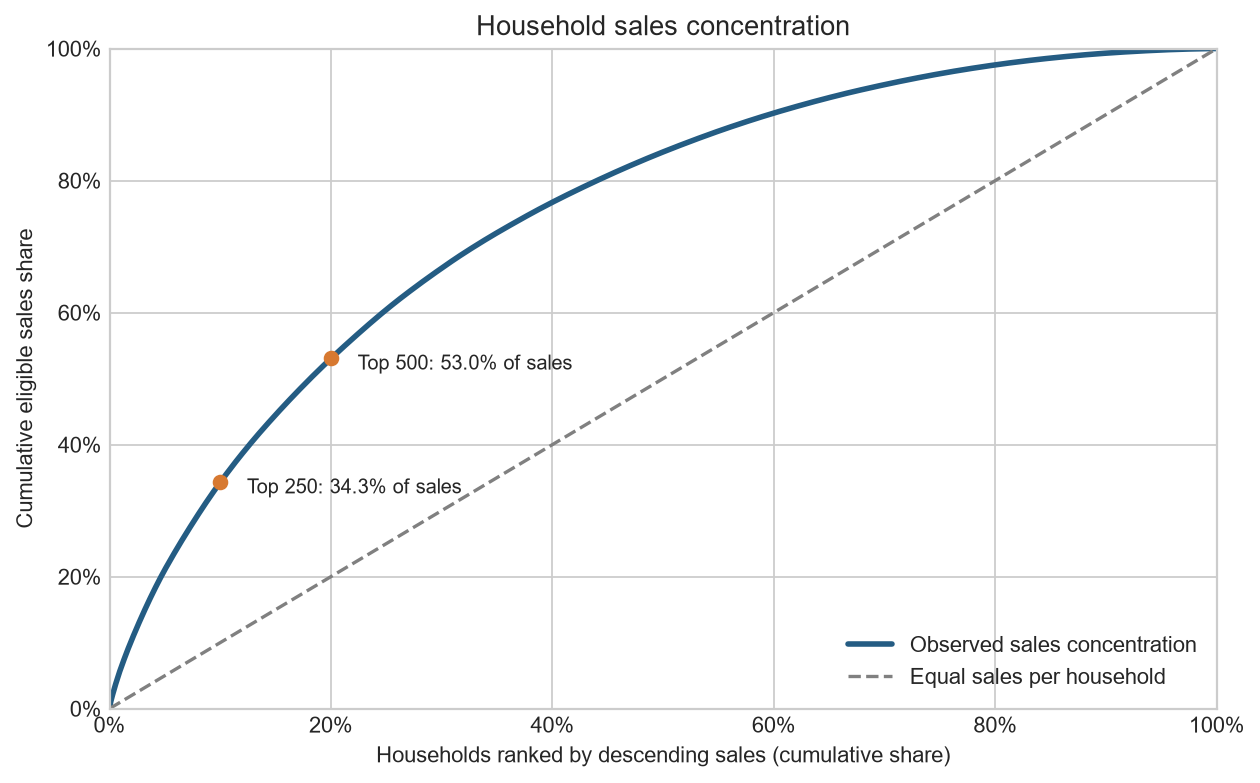 Household sales concentration
100%
80%
60%
40%
20%
0%
Cumulative eligible sales share
Top 500: 53.0% of sales
Top 250: 34.3% of sales
Observed sales concentration
Equal sales per household
0% 20% 40% 60% 80% 100%
Households ranked by descending sales (cumulative share)